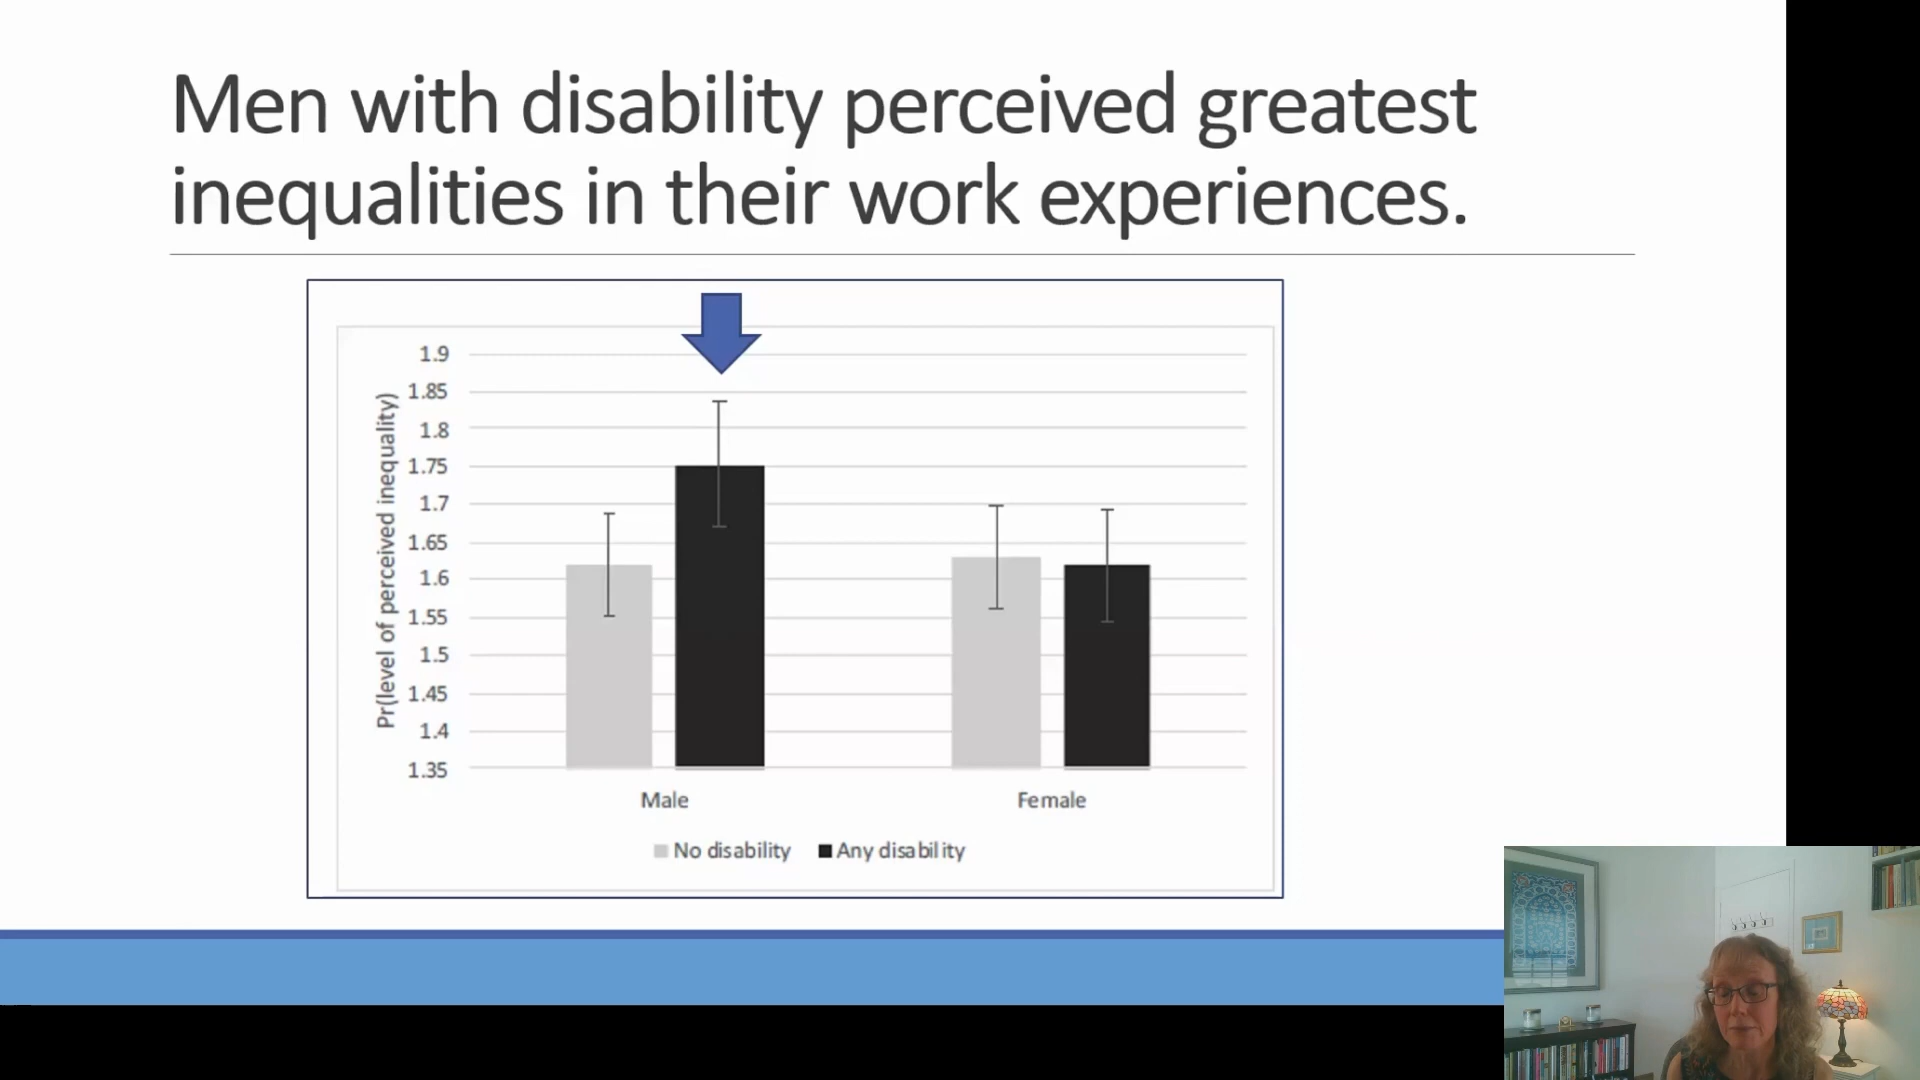 Men with disability perceived greatest
inequalities in their work experiences.
Pr(level of perceived inequality)
1.9
1.85
1.8
1.75
1.7
1.65
1.6
1.55
1.5
1.45
1.4
1.35
Male Female
No disability Any disability